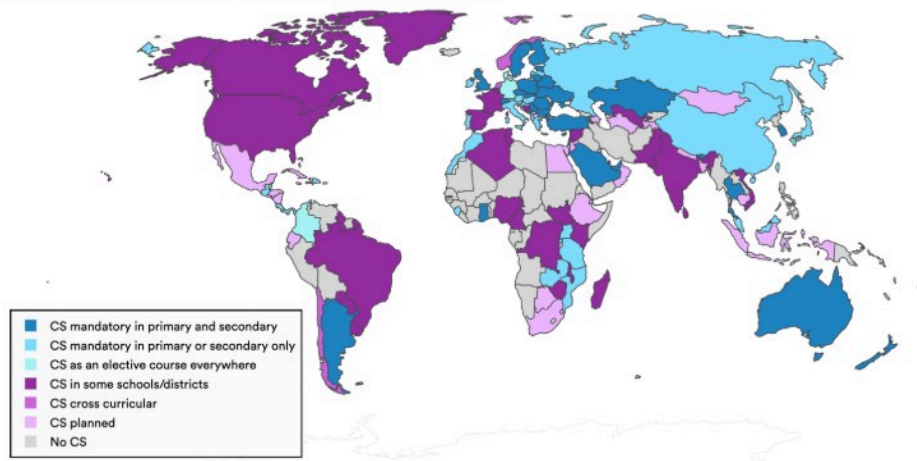 CS mandatory in primary and secondary
CS mandatory in primary or secondary only
CS as an elective course everywhere
CS in some schools/districts
CS cross curricular
CS planned
No CS